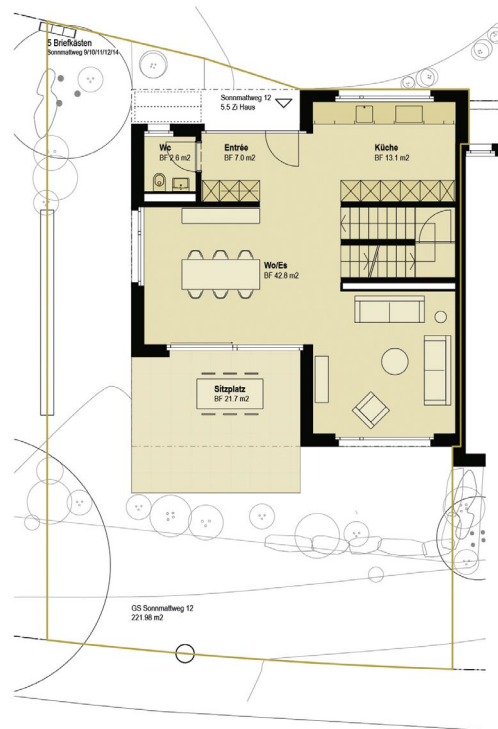 5 Briefkästen
Sonnmattweg 9/10/11/12/14
Sonnmattweg 12
5.5 Zi Haus
Wc
BF 2.6 m2
Entrée
BF 7.0 m2
Küche
BF 13.1 m2
Wo/Es
BF 42.8 m2
Sitzplatz
BF 21.7 m2
GS Sonnmattweg 12
221.98 m2